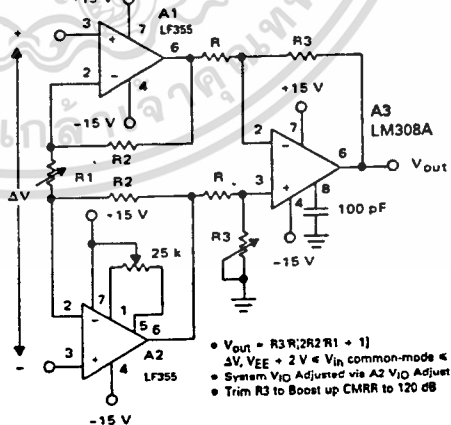 +15 V
A1
LF355
3
7
+
6
R
R3
2
−
4
-15 V
+15 V
A3
LM308A
R2
R1
R2
ΔV
2
7
6
Vout
R
3
+
4
8
100 pF
-15 V
+15 V
25 k
R3
2
7
1
5
6
−
3
+
A2
LF355
4
-15 V
• Vout = R3/R[2R2/R1 + 1]
ΔV, VEE + 2 V ≤ Vin common-mode ≤
• System VIO Adjusted via A2 VIO Adjust
• Trim R3 to Boost up CMRR to 120 dB